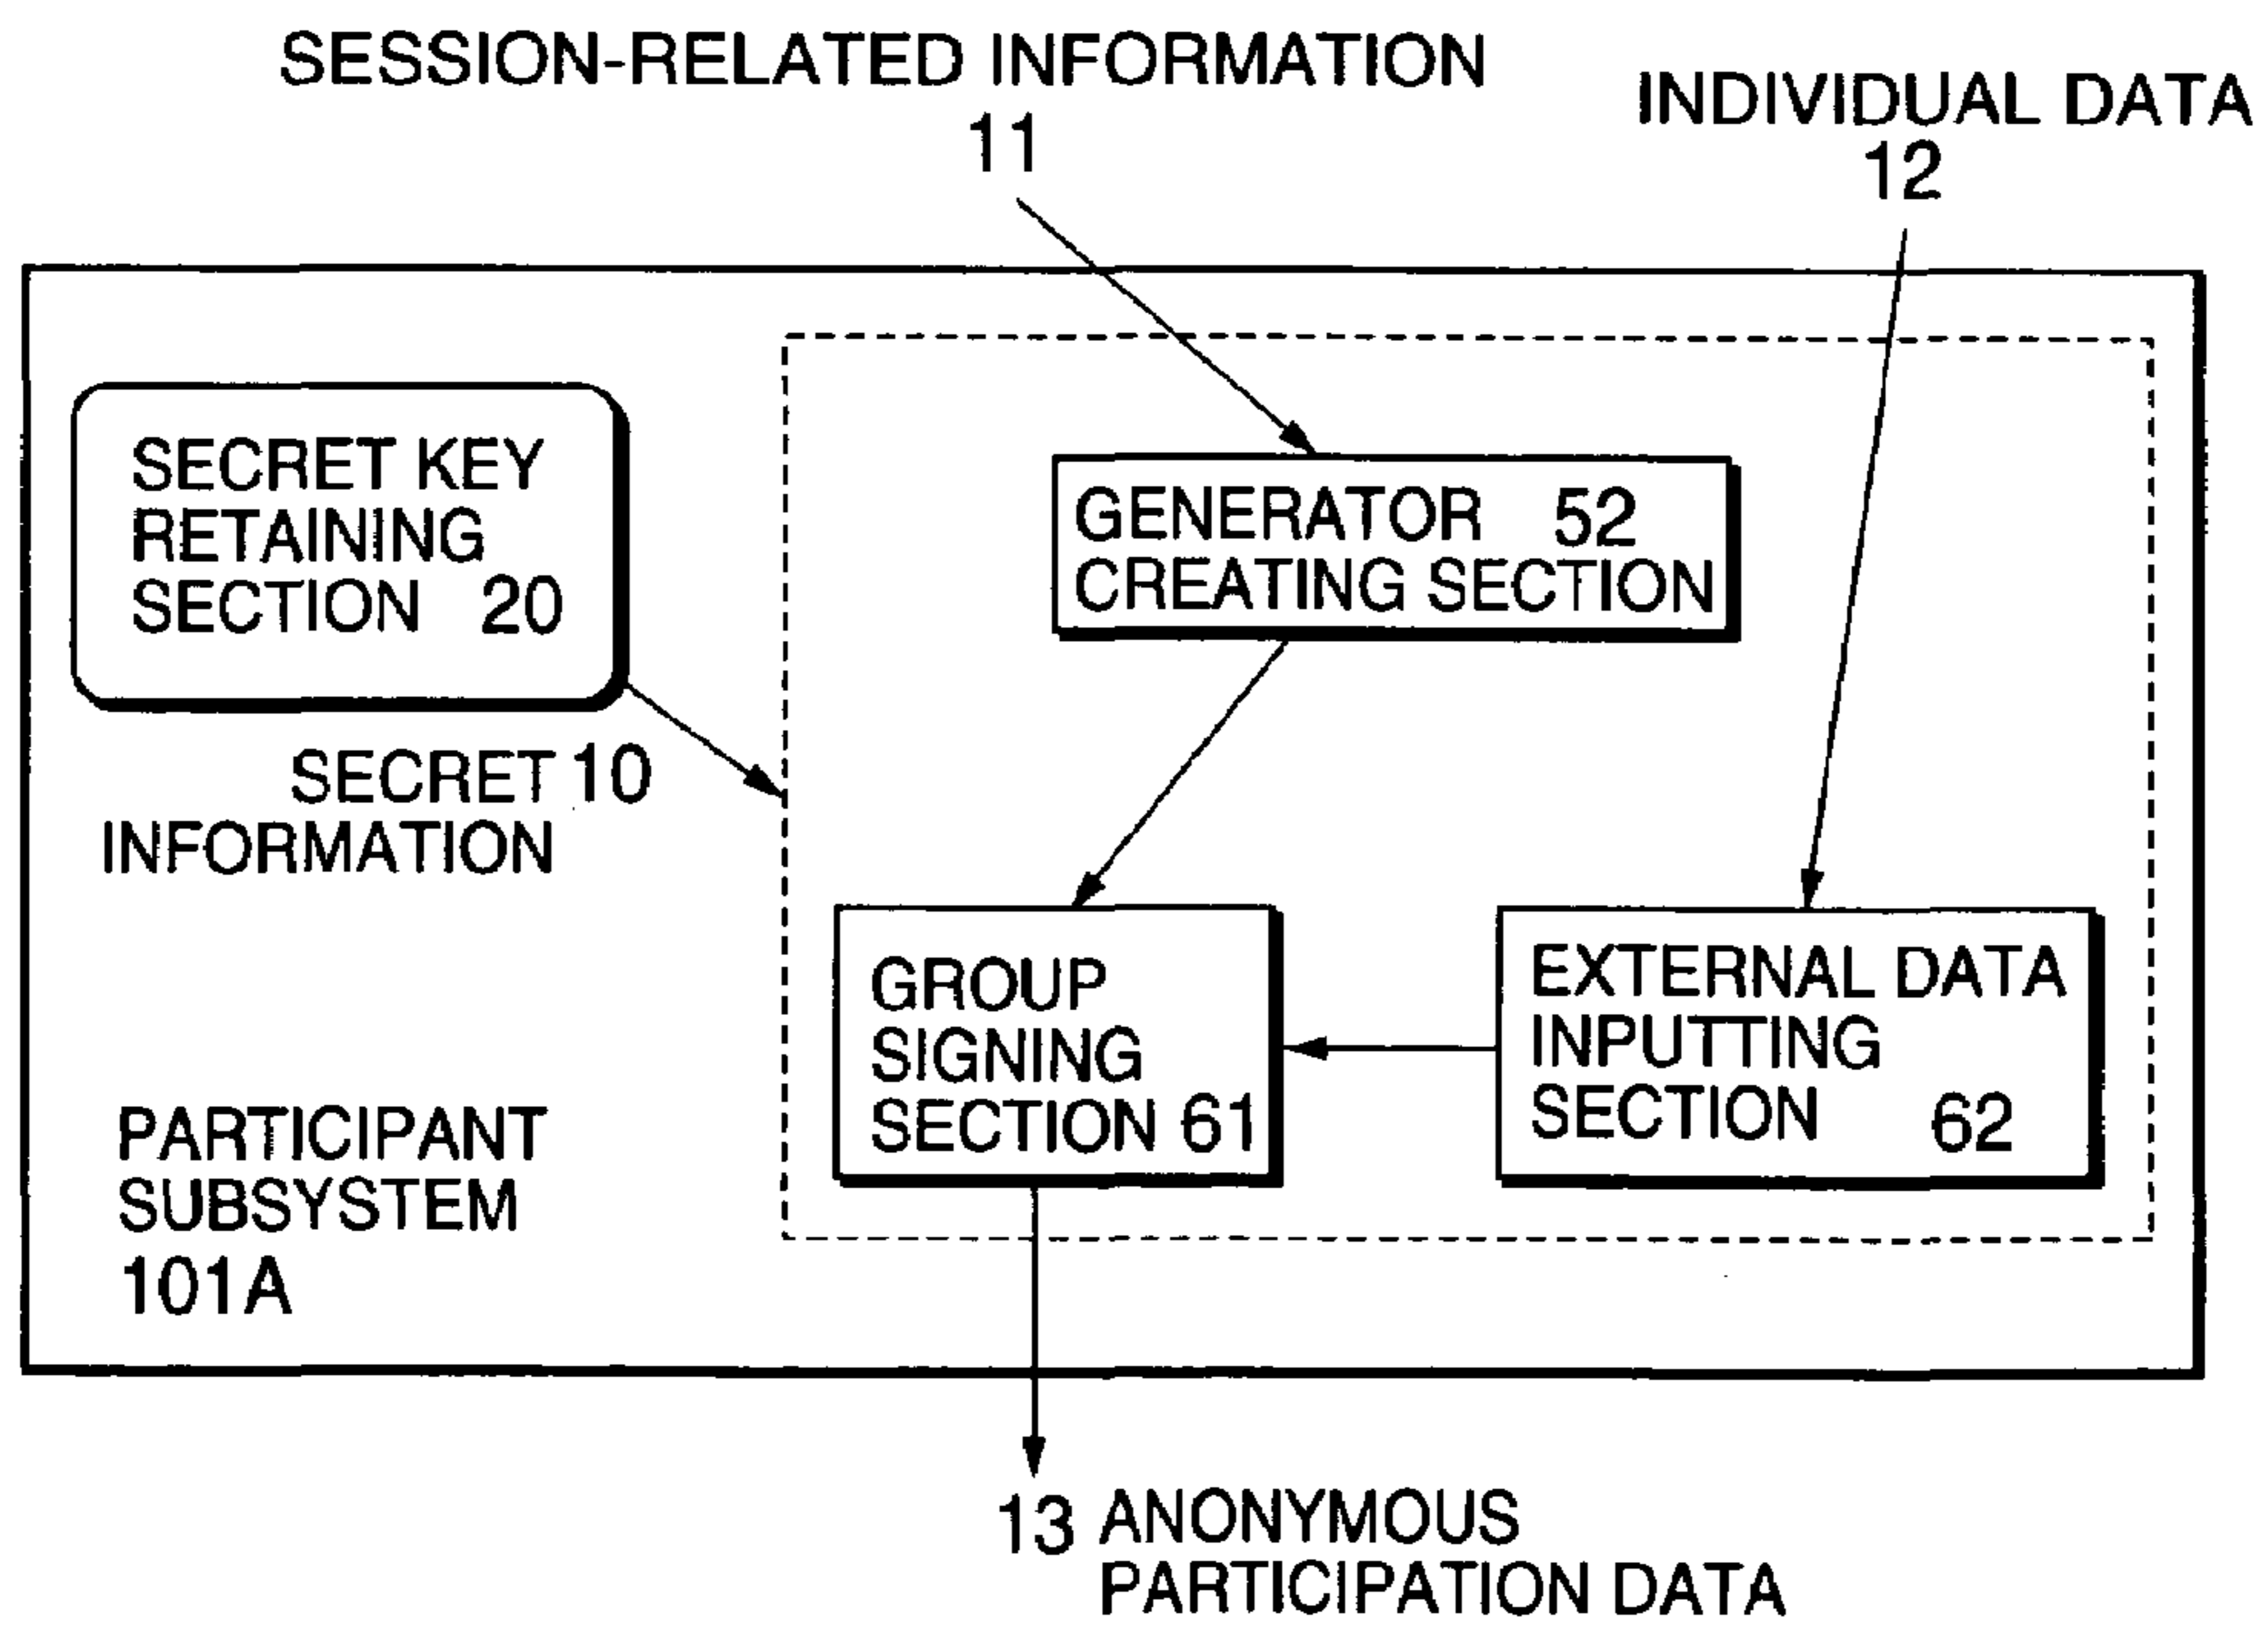 SESSION-RELATED INFORMATION
11
INDIVIDUAL DATA
12
SECRET KEY
RETAINING
SECTION 20
GENERATOR 52
CREATING SECTION
SECRET 10
INFORMATION
GROUP
SIGNING
SECTION 61
EXTERNAL DATA
INPUTTING
SECTION 62
PARTICIPANT
SUBSYSTEM
101A
13 ANONYMOUS
PARTICIPATION DATA